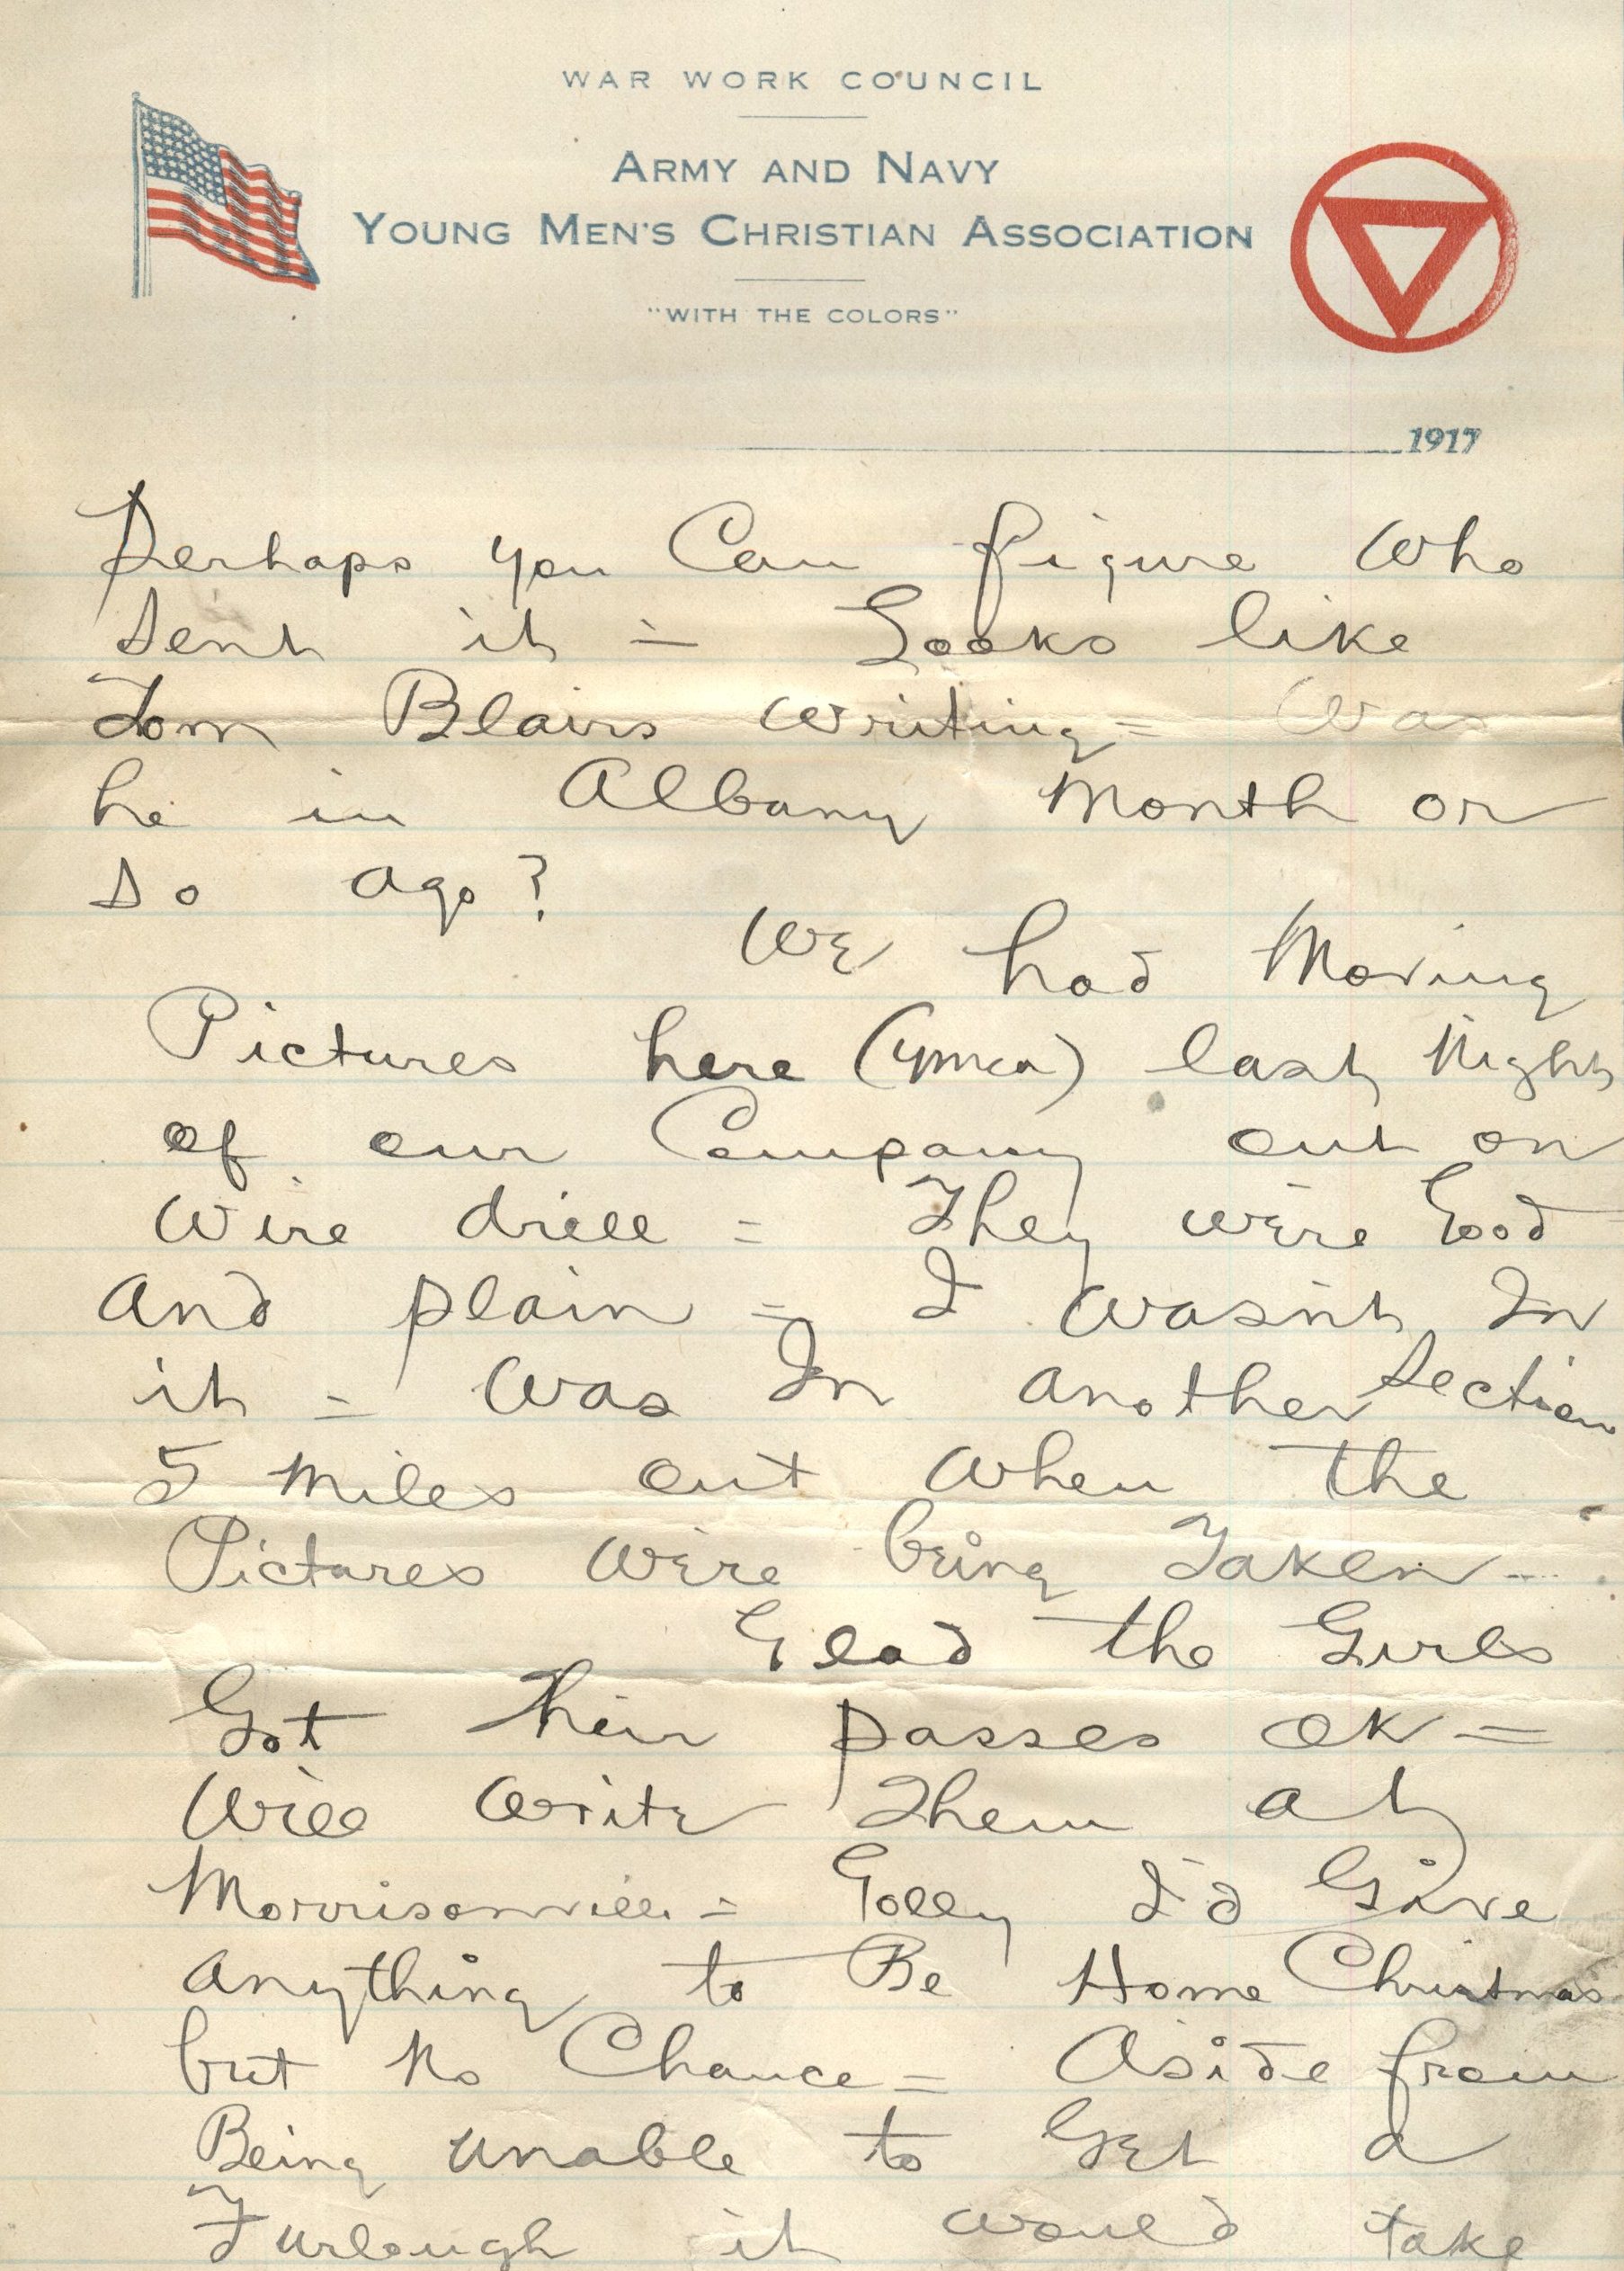 WAR WORK COUNCIL
ARMY AND NAVY
YOUNG MEN'S CHRISTIAN ASSOCIATION
"WITH THE COLORS"
1917
Perhaps you Can figure Who
sent it = Looks like
Tom Blairs writing = Was
he in Albany Month or
so ago?
We had Moving
Pictures here (ymca) last Night
of our Company out on
Wire drill = They were Good
and plain = I wasn't In
it = Was In another Section
5 miles out when the
Pictures were being Taken -
Glad the Girls
Got their passes ok =
Will write them at
Morrisonville = Golly I'd Give
anything to Be Home Christmas
but no Chance = Aside from
Being unable to Get a
Furlough it would take